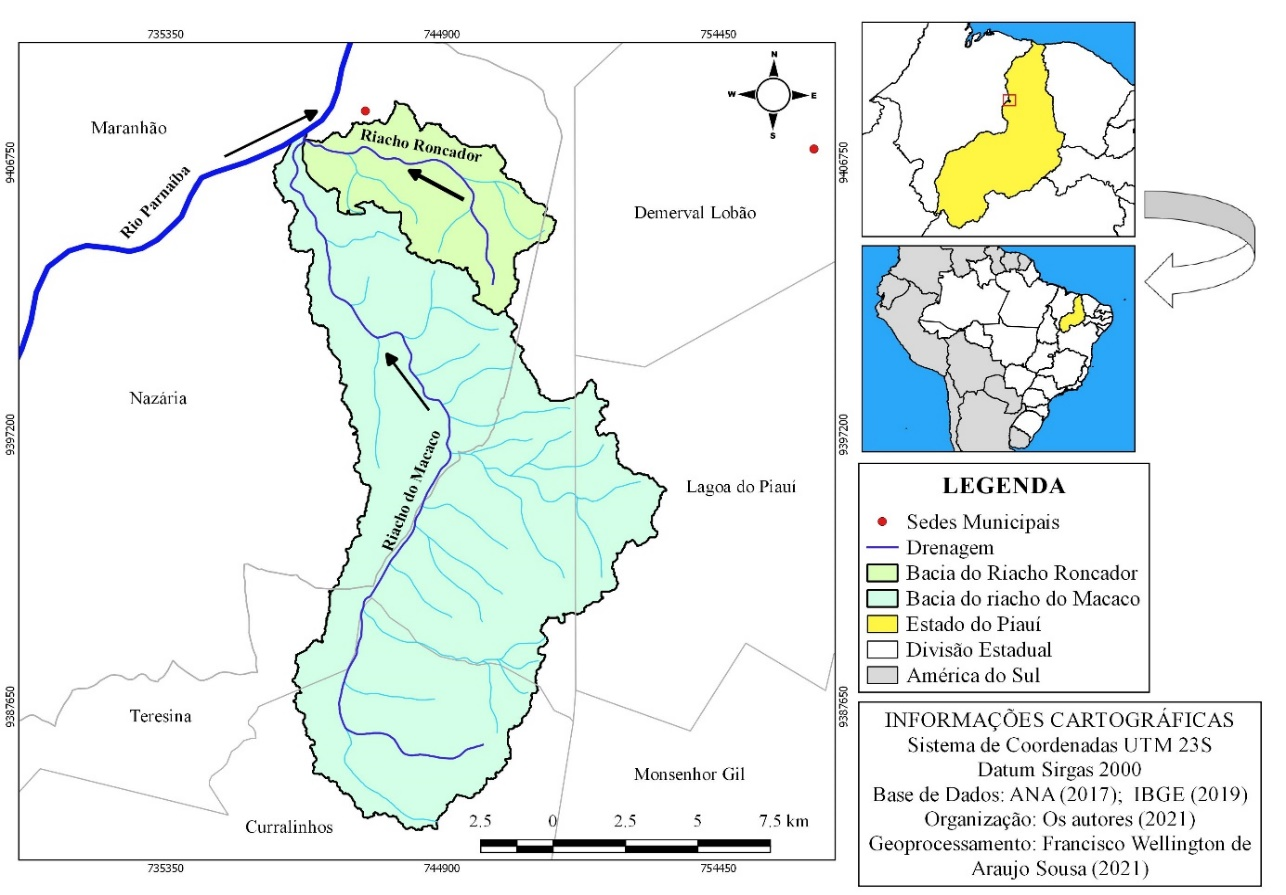 735350
744900
754450
N
W
E
S
Maranhão
Riacho Roncador
9406750
9406750
Rio Parnaíba
Demerval Lobão
Nazária
9397200
9397200
Riacho do Macaco
Lagoa do Piauí
LEGENDA
Sedes Municipais
Drenagem
Bacia do Riacho Roncador
Bacia do riacho do Macaco
Estado do Piauí
Divisão Estadual
América do Sul
9387650
9387650
Teresina
Monsenhor Gil
Curralinhos
2.5 0 2.5 5 7.5 km
735350
744900
754450
INFORMAÇÕES CARTOGRÁFICAS
Sistema de Coordenadas UTM 23S
Datum Sirgas 2000
Base de Dados: ANA (2017); IBGE (2019)
Organização: Os autores (2021)
Geoprocessamento: Francisco Wellington de
Araujo Sousa (2021)